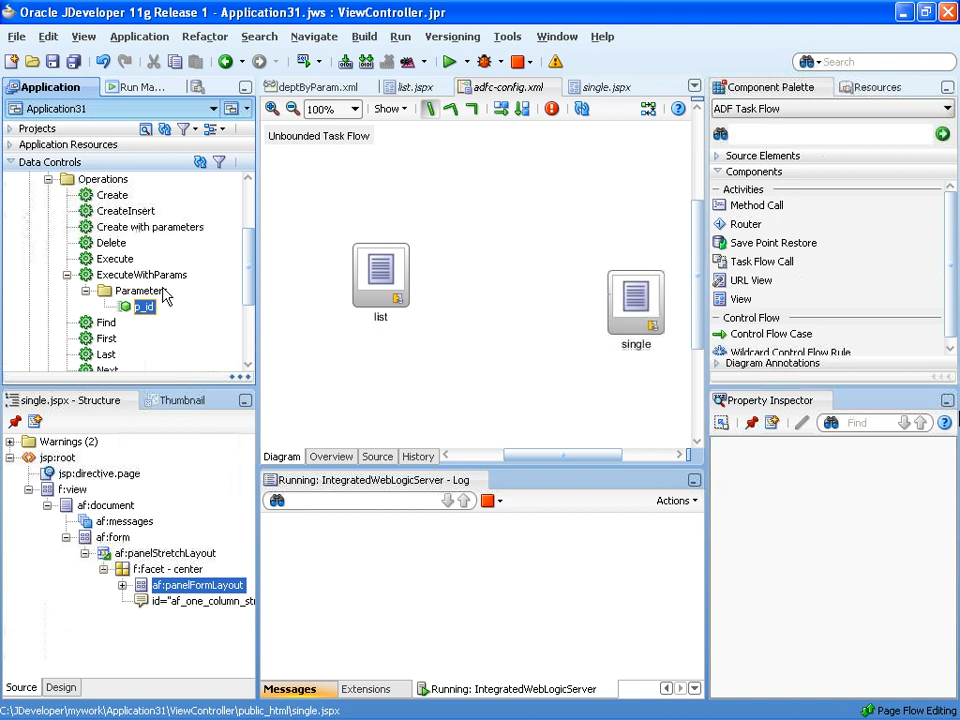 Oracle JDeveloper 11g Release 1 - Application31.jws : ViewController.jpr
File Edit View Application Refactor Search Navigate Build Run Versioning Tools Window Help
Search
Application
Run Ma...
Application31
Projects
Application Resources
Data Controls
Operations
Create
CreateInsert
Create with parameters
Delete
Execute
ExecuteWithParams
Parameters
p_id
Find
First
Last
Next
deptByParam.xml
list.jspx
adfc-config.xml
single.jspx
100%
Show
Unbounded Task Flow
list
single
Diagram Overview Source History
Component Palette
Resources
ADF Task Flow
Source Elements
Components
Activities
Method Call
Router
Save Point Restore
Task Flow Call
URL View
View
Control Flow
Control Flow Case
Wildcard Control Flow Rule
Diagram Annotations
single.jspx - Structure
Thumbnail
Warnings (2)
jsp:root
jsp:directive.page
f:view
af:document
af:messages
af:form
af:panelStretchLayout
f:facet - center
af:panelFormLayout
id="af_one_column_st
Source Design
Running: IntegratedWebLogicServer - Log
Actions
Messages Extensions Running: IntegratedWebLogicServer
Property Inspector
Find
C:\JDeveloper\mywork\Application31\ViewController\public_html\single.jspx
Page Flow Editing